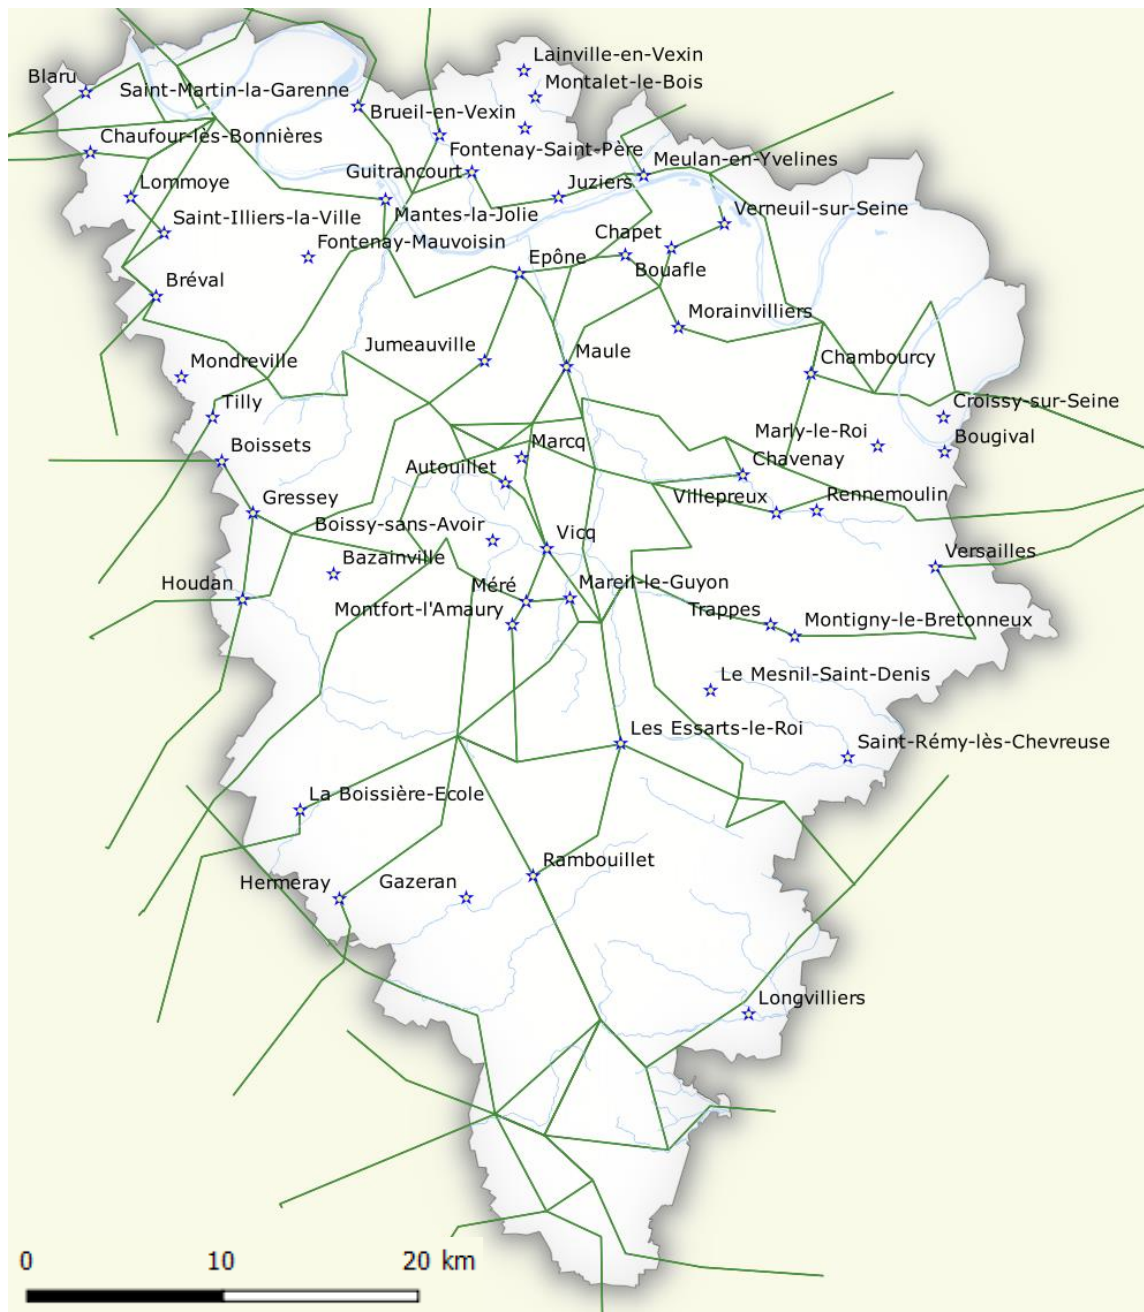 Lainville-en-Vexin
Blaru
Montalet-le-Bois
Saint-Martin-la-Garenne
Brueil-en-Vexin
Chaufour-lès-Bonnières
Fontenay-Saint-Père
Meulan-en-Yvelines
Guitrancourt
Lommoye
Juziers
Saint-Illiers-la-Ville
Mantes-la-Jolie
Verneuil-sur-Seine
Chapet
Fontenay-Mauvoisin
Epône
Bouafle
Bréval
Morainvilliers
Jumeauville
Maule
Chambourcy
Mondreville
Tilly
Croissy-sur-Seine
Boissets
Marcq
Marly-le-Roi
Bougival
Autouillet
Chavenay
Gressey
Villepreux
Rennemoulin
Boissy-sans-Avoir
Vicq
Bazainville
Versailles
Houdan
Méré
Mareil-le-Guyon
Montfort-l'Amaury
Trappes
Montigny-le-Bretonneux
Le Mesnil-Saint-Denis
Les Essarts-le-Roi
Saint-Rémy-lès-Chevreuse
La Boissière-Ecole
Rambouillet
Hermeray
Gazeran
Longvilliers
0 10 20 km